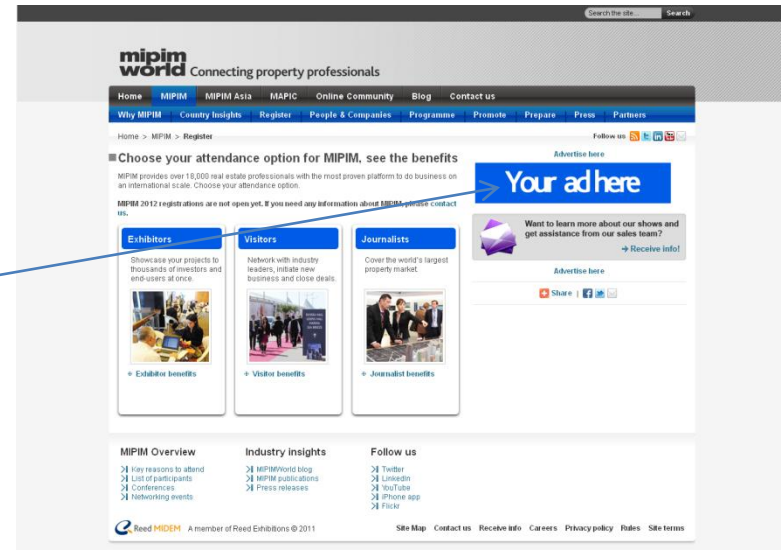 Search the site... Search
mipim
world Connecting property professionals
Home MIPIM MIPIM Asia MAPIC Online Community Blog Contact us
Why MIPIM Country Insights Register People & Companies Programme Promote Prepare Press Partners
Home > MIPIM > Register
Follow us
Choose your attendance option for MIPIM, see the benefits
MIPIM provides over 18,000 real estate professionals with the most proven platform to do business on
an international scale. Choose your attendance option.
MIPIM 2012 registrations are not open yet. If you need any information about MIPIM, please contact
us.
Exhibitors
Showcase your projects to
thousands of investors and
end-users at once.
Exhibitor benefits
Visitors
Network with industry
leaders, initiate new
business and close deals.
Visitor benefits
Journalists
Cover the world's largest
property market.
Journalist benefits
Advertise here
Your ad here
Want to learn more about our shows and
get assistance from our sales team?
Receive info!
Advertise here
Share |
MIPIM Overview
Key reasons to attend
List of participants
Conferences
Networking events
Industry insights
MIPIMWorld blog
MIPIM publications
Press releases
Follow us
Twitter
LinkedIn
YouTube
iPhone app
Flickr
Reed MIDEM A member of Reed Exhibitions © 2011
Site Map Contact us Receive info Careers Privacy policy Rules Site terms